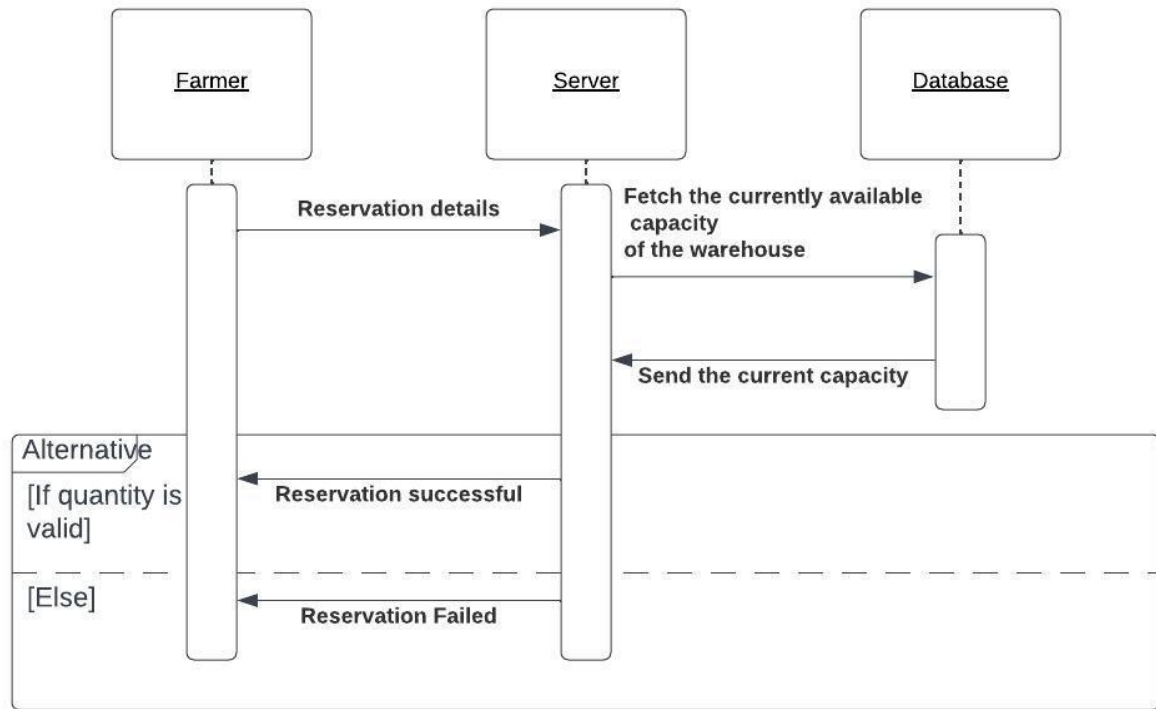 Farmer
Server
Database
Reservation details
Fetch the currently available
capacity
of the warehouse
Send the current capacity
Alternative
[If quantity is
valid]
Reservation successful
[Else]
Reservation Failed